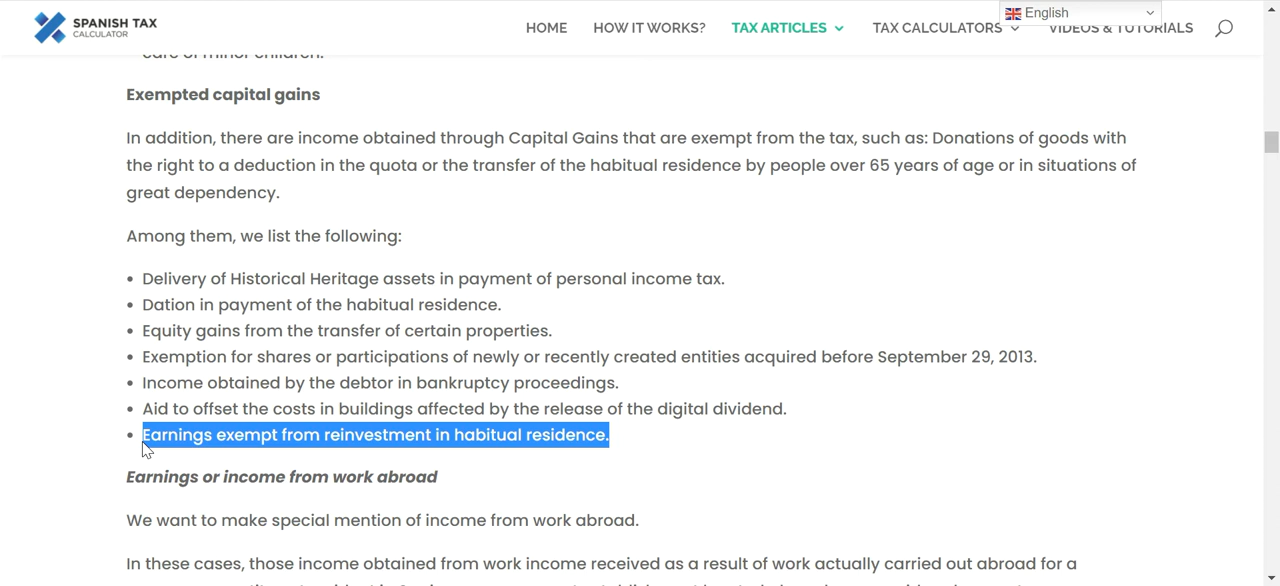 SPANISH TAX
CALCULATOR
HOME
HOW IT WORKS?
TAX ARTICLES
TAX CALCULATORS
VIDEOS & TUTORIALS
English
care of minor children.
Exempted capital gains
In addition, there are income obtained through Capital Gains that are exempt from the tax, such as: Donations of goods with
the right to a deduction in the quota or the transfer of the habitual residence by people over 65 years of age or in situations of
great dependency.
Among them, we list the following:
• Delivery of Historical Heritage assets in payment of personal income tax.
• Dation in payment of the habitual residence.
• Equity gains from the transfer of certain properties.
• Exemption for shares or participations of newly or recently created entities acquired before September 29, 2013.
• Income obtained by the debtor in bankruptcy proceedings.
• Aid to offset the costs in buildings affected by the release of the digital dividend.
• Earnings exempt from reinvestment in habitual residence.
Earnings or income from work abroad
We want to make special mention of income from work abroad.
In these cases, those income obtained from work income received as a result of work actually carried out abroad for a